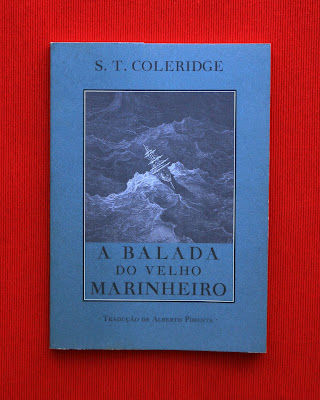 S. T. COLERIDGE
A BALADA
DO VELHO
MARINHEIRO
· TRADUÇÃO DE ALBERTO PIMENTA ·